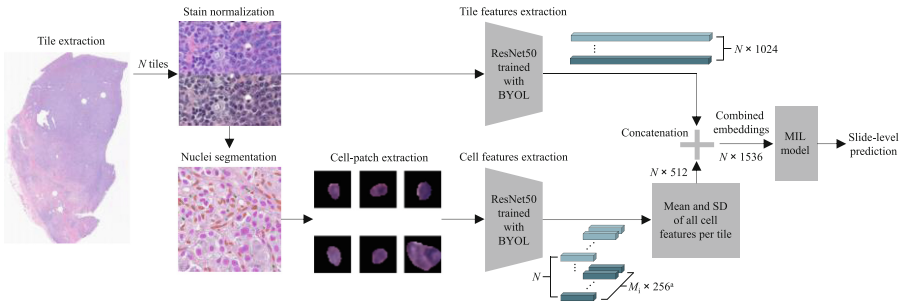 Tile extraction
N tiles
Stain normalization
Tile features extraction
ResNet50
trained
with
BYOL
N × 1024
Nuclei segmentation
Cell-patch extraction
Cell features extraction
ResNet50
trained
with
BYOL
N
Mi × 256a
Mean and SD
of all cell
features per tile
N × 512
Concatenation
Combined
embeddings
N × 1536
MIL
model
Slide-level
prediction